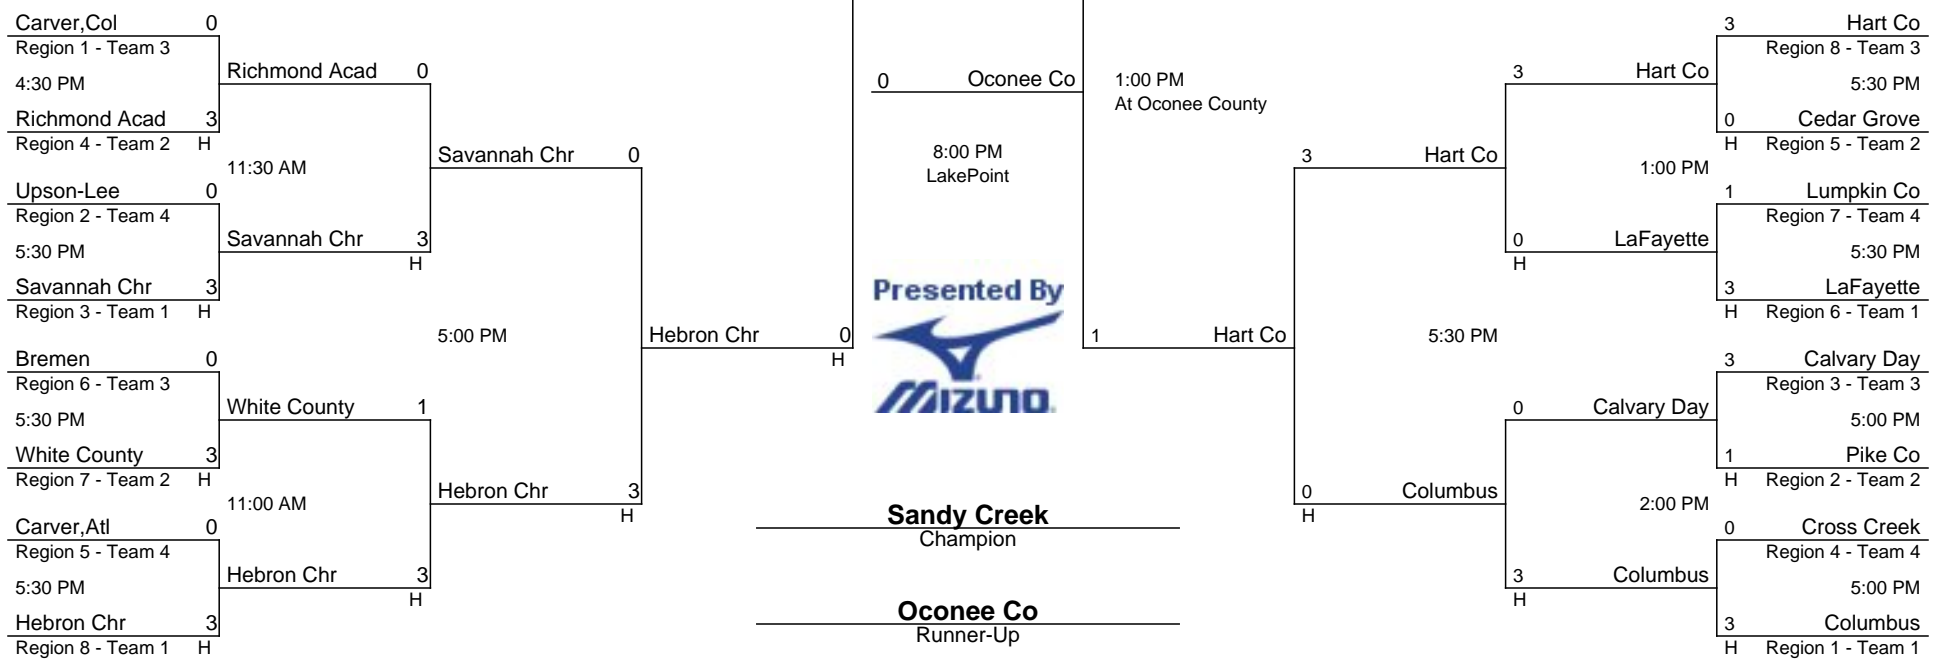 Carver,Col 0
Region 1 - Team 3
4:30 PM
Richmond Acad 3
Region 4 - Team 2 H
Upson-Lee 0
Region 2 - Team 4
5:30 PM
Savannah Chr 3
Region 3 - Team 1 H
Bremen 0
Region 6 - Team 3
5:30 PM
White County 3
Region 7 - Team 2 H
Carver,Atl 0
Region 5 - Team 4
5:30 PM
Hebron Chr 3
Region 8 - Team 1 H
Richmond Acad 0
11:30 AM
Savannah Chr 3
H
White County 1
11:00 AM
Hebron Chr 3
H
Savannah Chr 0
5:00 PM
Hebron Chr 3
H
Hebron Chr 0
H
0 Oconee Co
8:00 PM
LakePoint
Presented By
MIZUNO
Sandy Creek
Champion
Oconee Co
Runner-Up
1:00 PM
At Oconee County
1 Hart Co
3 Hart Co
5:30 PM
0 Columbus
H
3 Hart Co
1:00 PM
0 LaFayette
H
0 Calvary Day
2:00 PM
3 Columbus
H
3 Hart Co
Region 8 - Team 3
5:30 PM
0 Cedar Grove
H Region 5 - Team 2
1 Lumpkin Co
Region 7 - Team 4
5:30 PM
3 LaFayette
H Region 6 - Team 1
3 Calvary Day
Region 3 - Team 3
5:00 PM
1 Pike Co
H Region 2 - Team 2
0 Cross Creek
Region 4 - Team 4
5:00 PM
3 Columbus
H Region 1 - Team 1